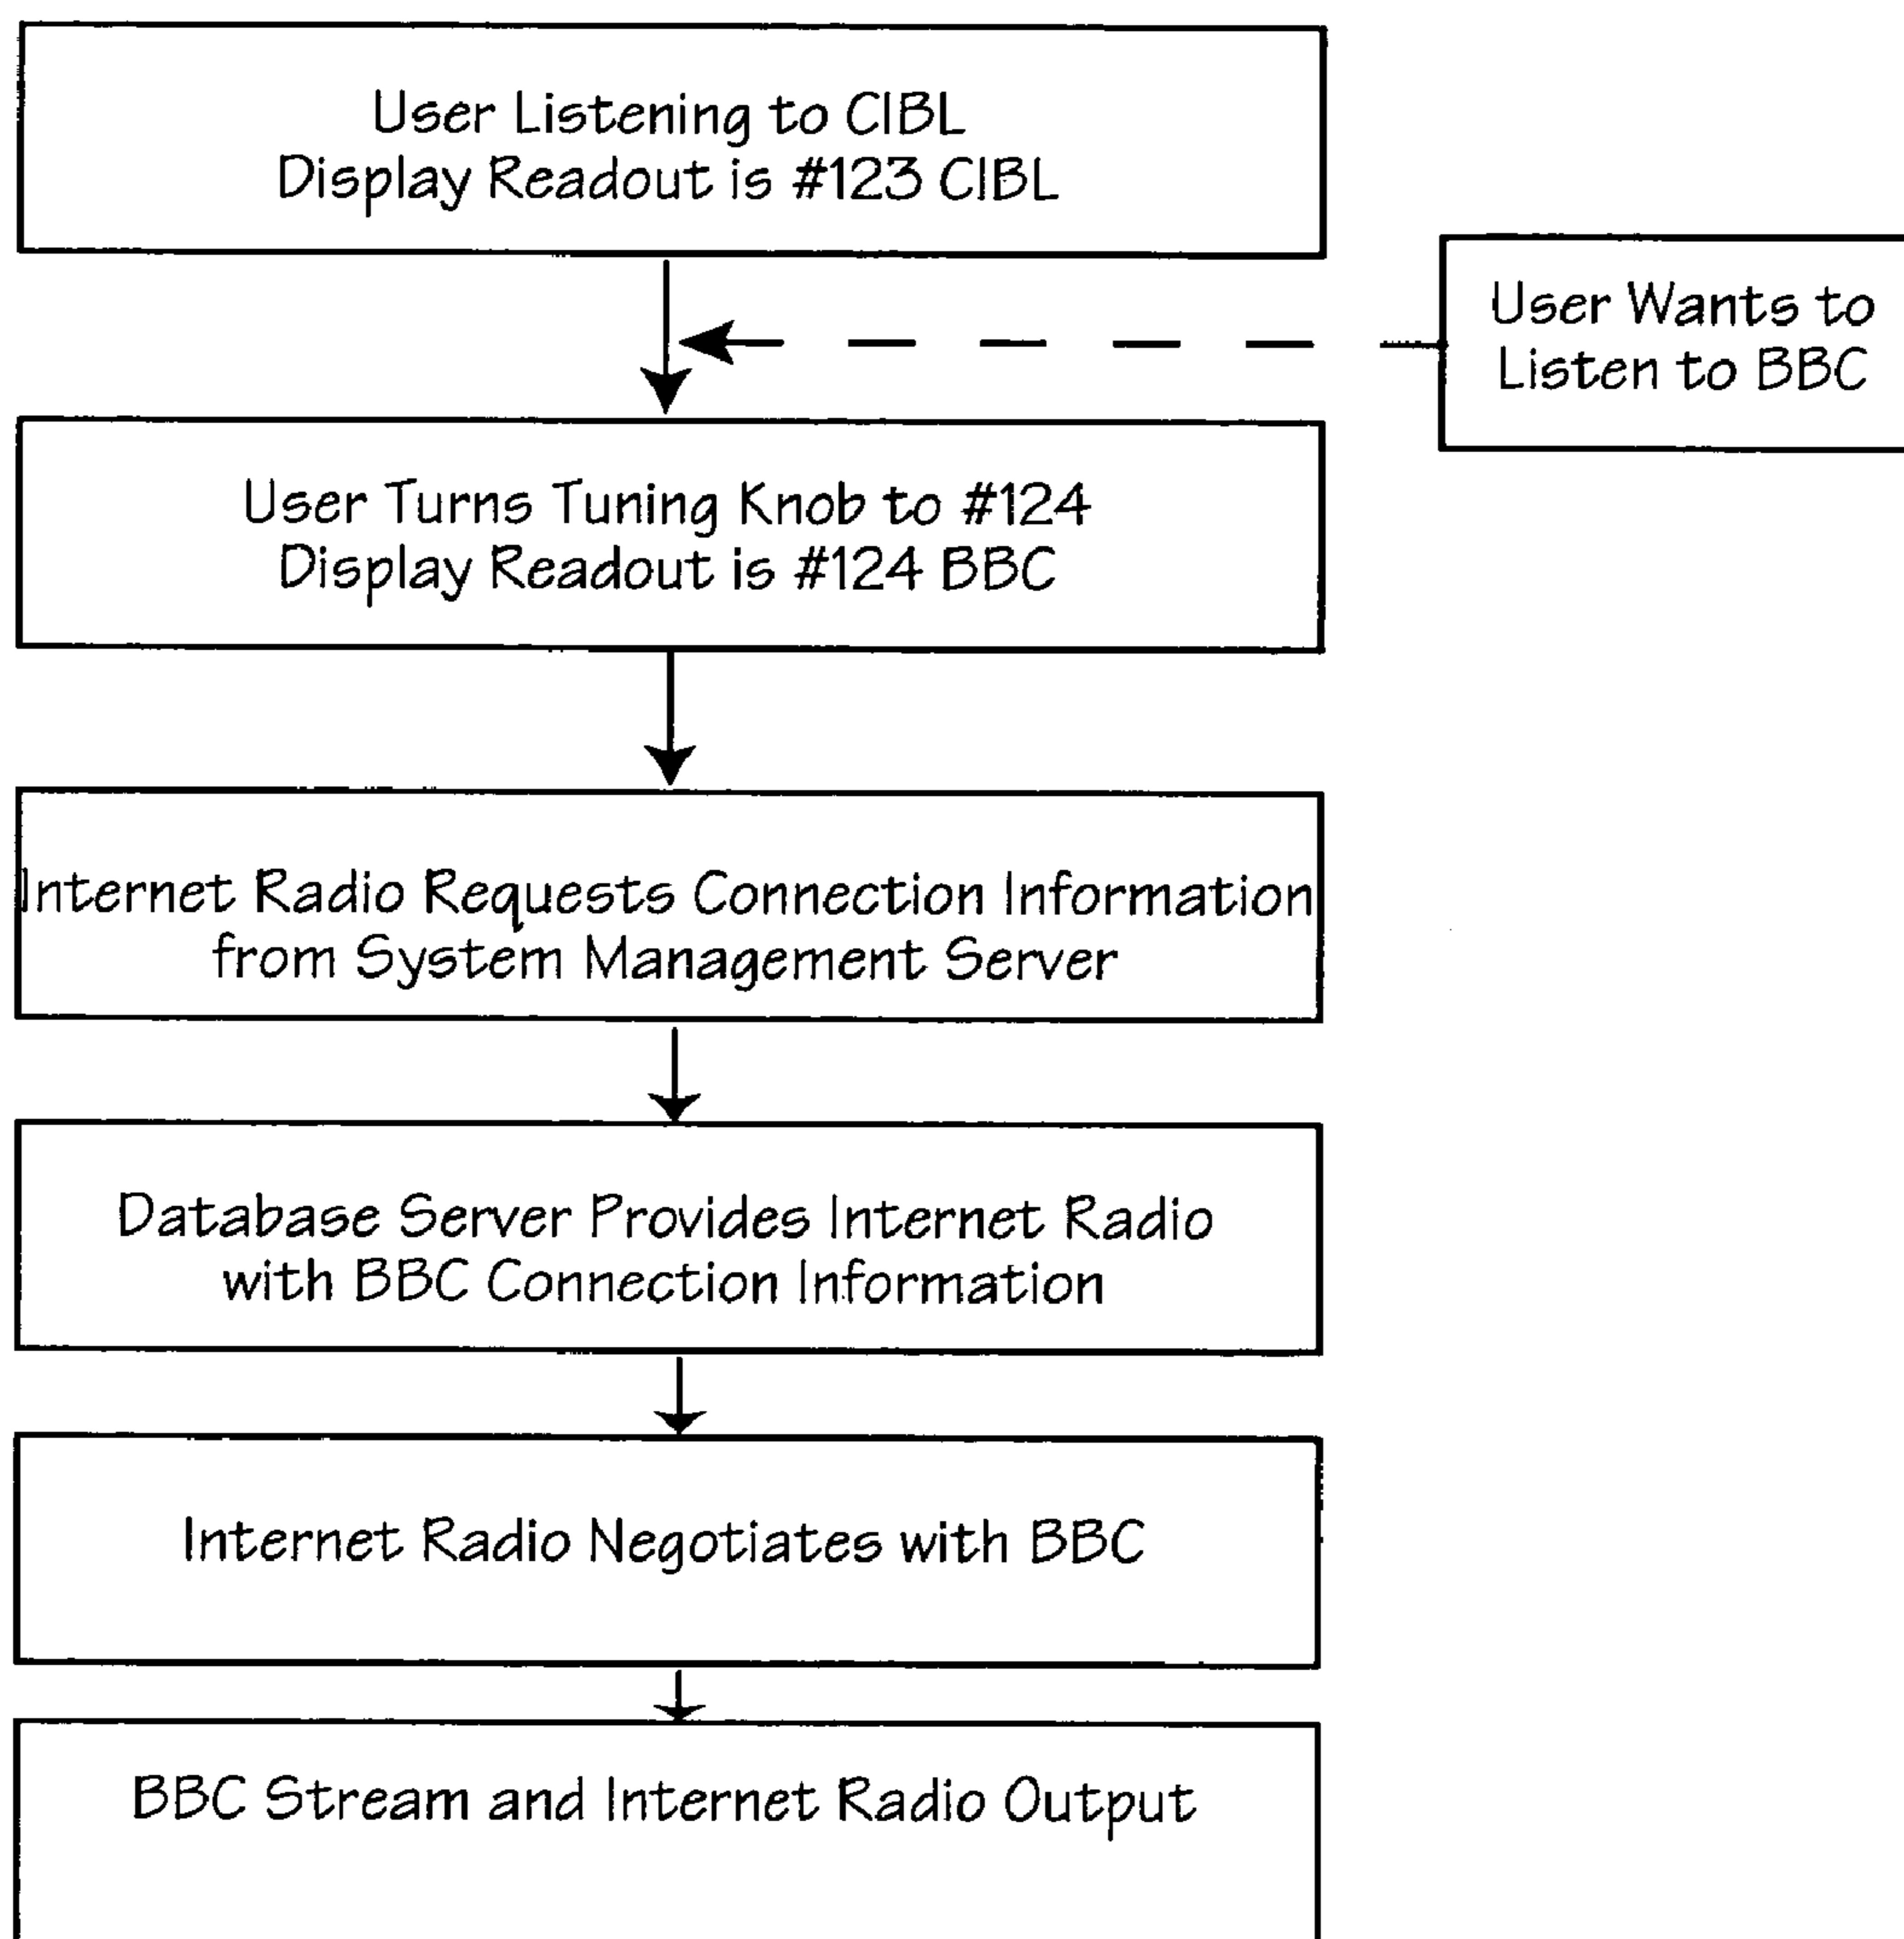 User Listening to CIBL
Display Readout is #123 CIBL
User Wants to
Listen to BBC
User Turns Tuning Knob to #124
Display Readout is #124 BBC
Internet Radio Requests Connection Information
from System Management Server
Database Server Provides Internet Radio
with BBC Connection Information
Internet Radio Negotiates with BBC
BBC Stream and Internet Radio Output